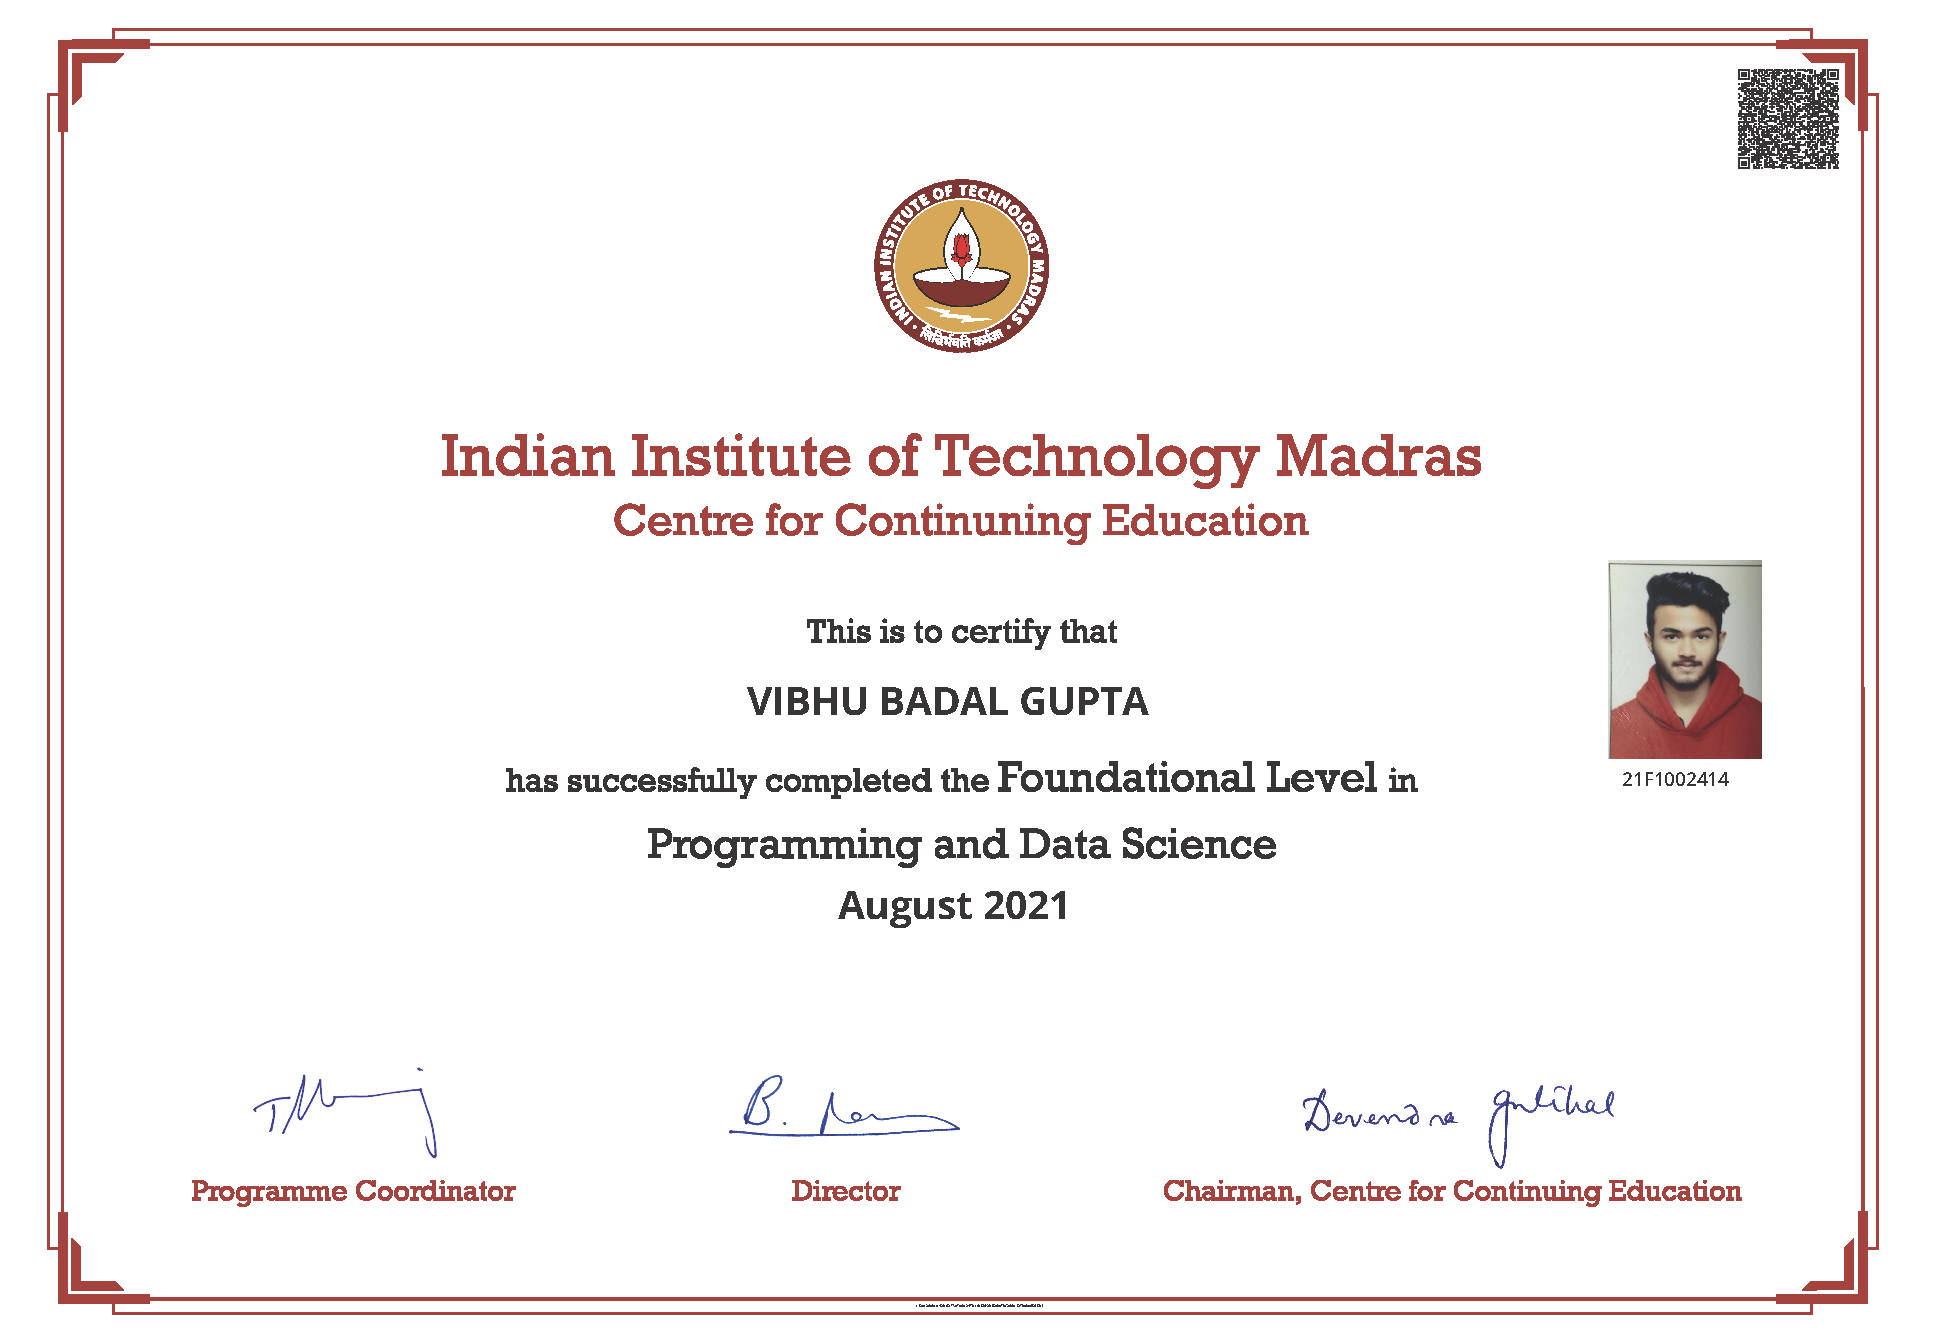 INDIAN INSTITUTE OF TECHNOLOGY MADRAS
सिद्धिर्भवति कर्मजा
Indian Institute of Technology Madras
Centre for Continuning Education
This is to certify that
VIBHU BADAL GUPTA
has successfully completed the Foundational Level in
21F1002414
Programming and Data Science
August 2021
B.
Devendra
Programme Coordinator
Director
Chairman, Centre for Continuing Education